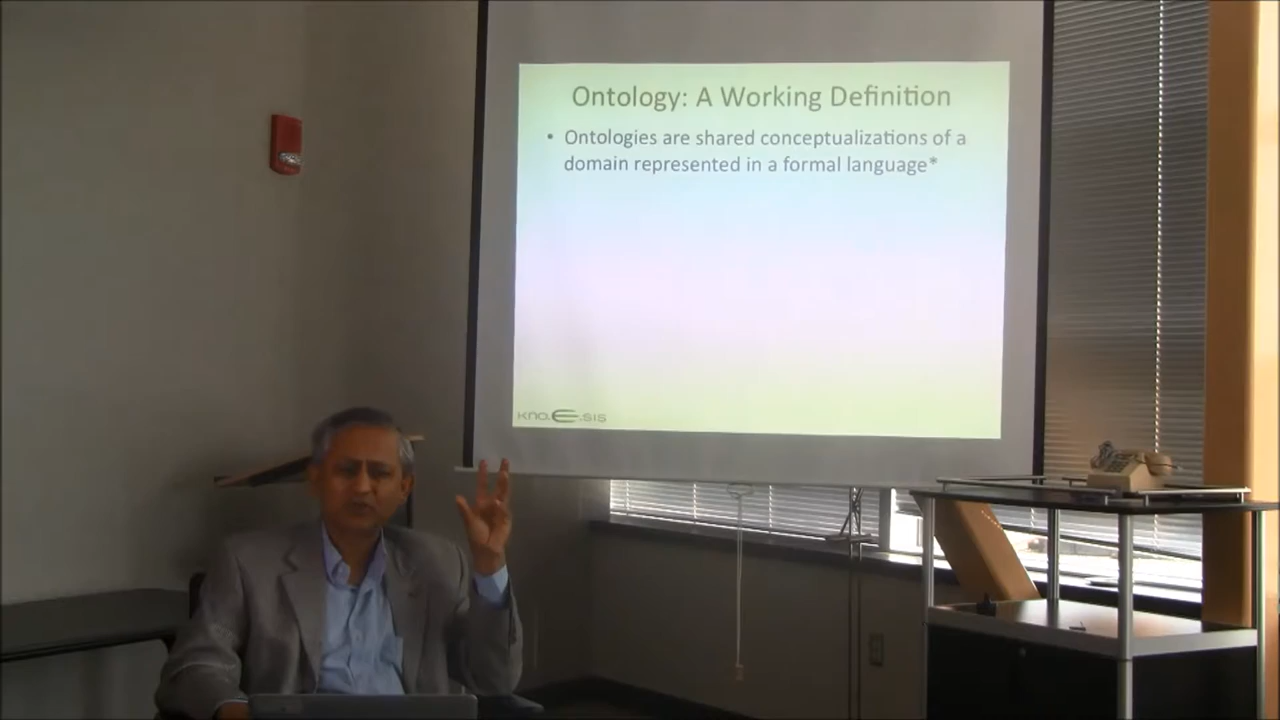 Ontology: A Working Definition
• Ontologies are shared conceptualizations of a
domain represented in a formal language*
kno.e.sis